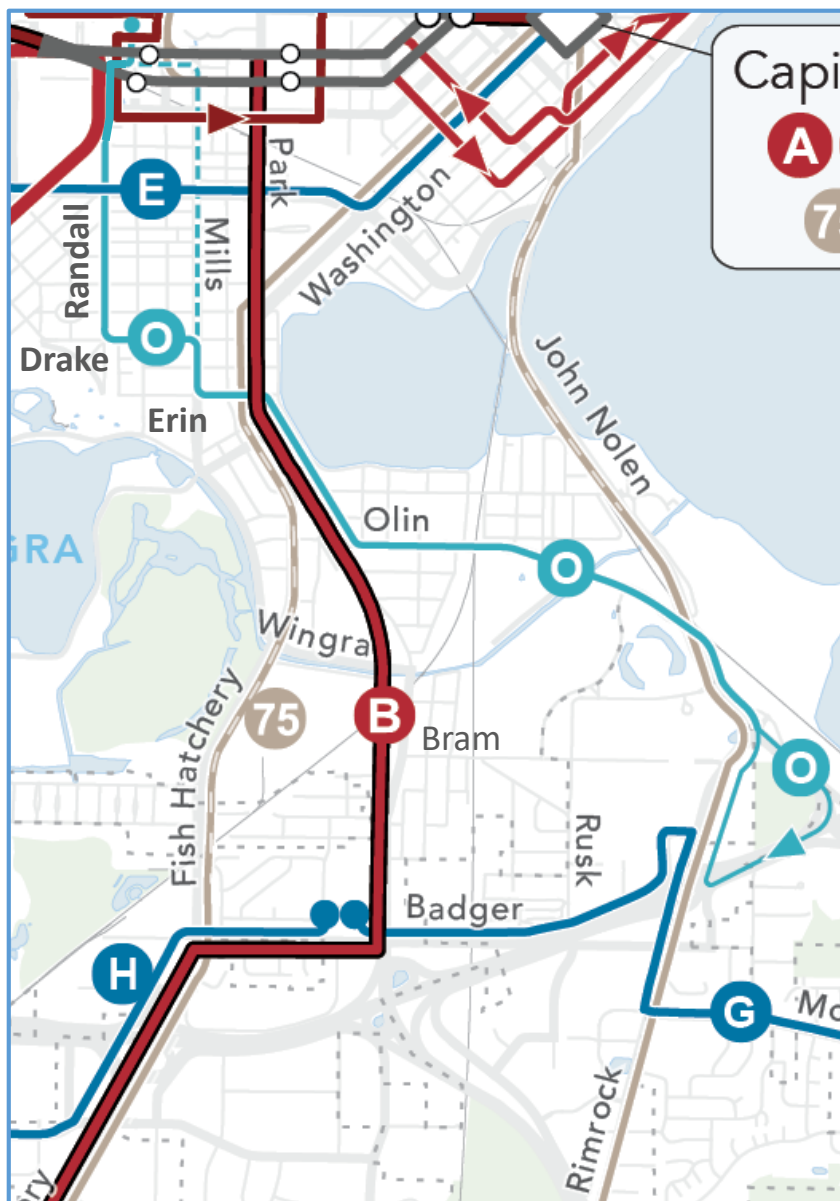 Capi
A
75
E
Park
Washington
Randall
Mills
O
Drake
Erin
John Nolen
Olin
GRA
O
Wingra
75
B
Bram
Fish Hatchery
O
Rusk
Badger
H
G
Mo
Rimrock
ry